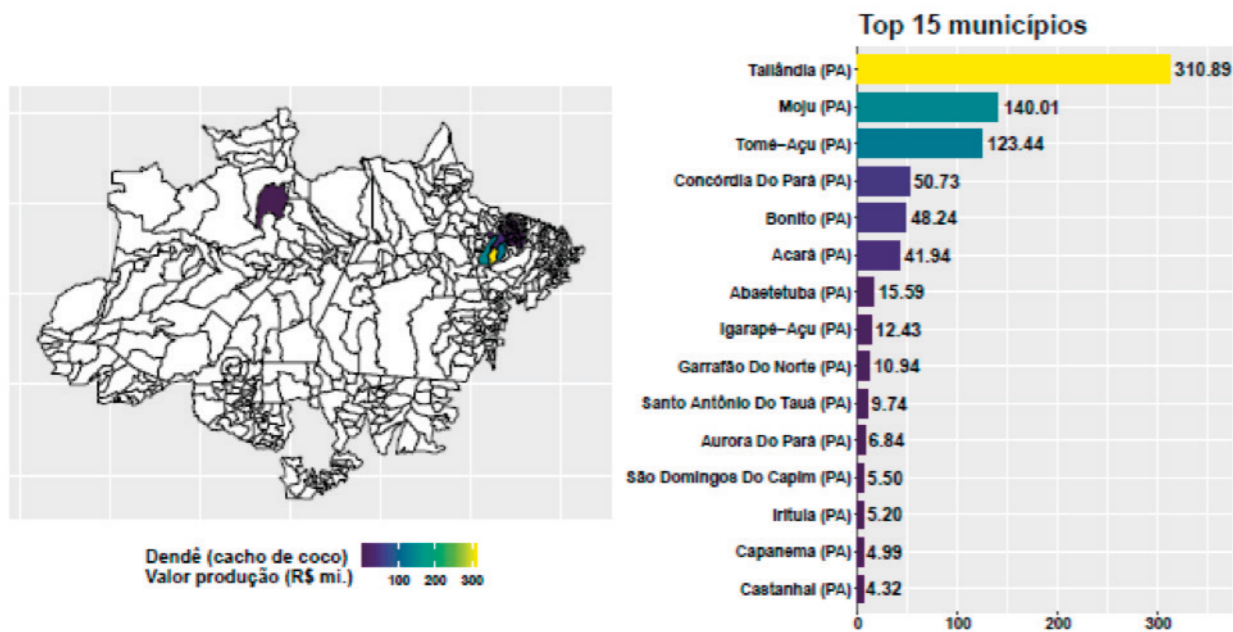 Top 15 municípios
Tailândia (PA) 310.89
Moju (PA) 140.01
Tomé-Açu (PA) 123.44
Concórdia Do Pará (PA) 50.73
Bonito (PA) 48.24
Acará (PA) 41.94
Abaetetuba (PA) 15.59
Igarapé-Açu (PA) 12.43
Garrafão Do Norte (PA) 10.94
Santo Antônio Do Tauá (PA) 9.74
Aurora Do Pará (PA) 6.84
São Domingos Do Capim (PA) 5.50
Irituia (PA) 5.20
Capanema (PA) 4.99
Castanhal (PA) 4.32
0 100 200 300
Dendê (cacho de coco)
Valor produção (R$ mi.)
100 200 300